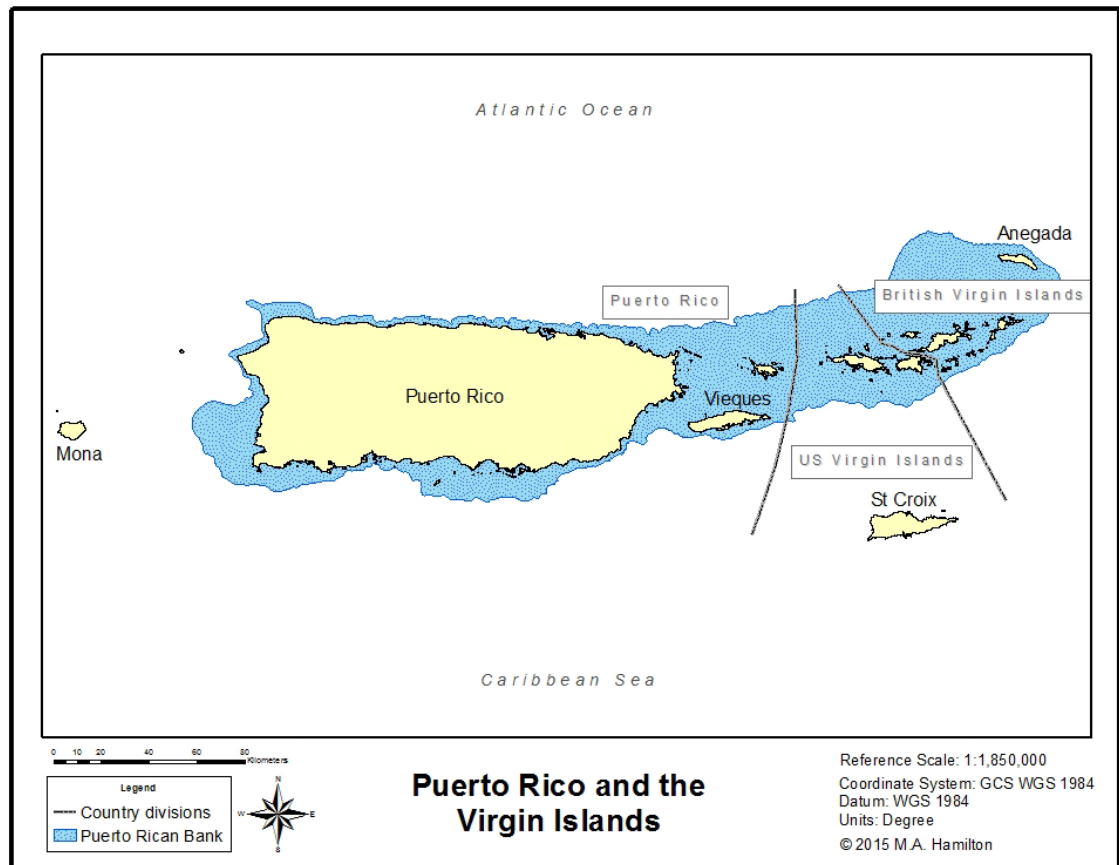 Atlantic Ocean
Anegada
British Virgin Islands
Puerto Rico
Puerto Rico
Vieques
Mona
US Virgin Islands
St Croix
Caribbean Sea
0 10 20 40 60 80
Kilometers
Legend
Country divisions
Puerto Rican Bank
N
W E
S
Puerto Rico and the
Virgin Islands
Reference Scale: 1:1,850,000
Coordinate System: GCS WGS 1984
Datum: WGS 1984
Units: Degree
© 2015 M.A. Hamilton